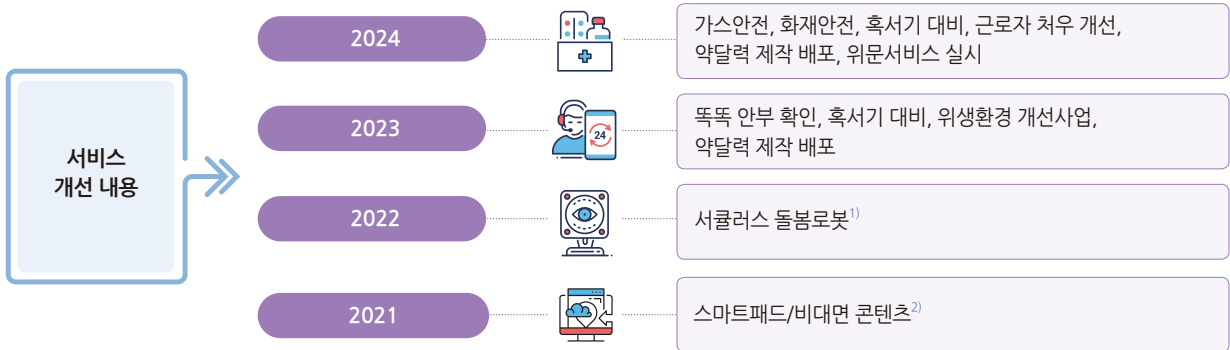 서비스
개선 내용
2024
가스안전, 화재안전, 혹서기 대비, 근로자 처우 개선,
약달력 제작 배포, 위문서비스 실시
2023
24
똑똑 안부 확인, 혹서기 대비, 위생환경 개선사업,
약달력 제작 배포
2022
서큘러스 돌봄로봇1)
2021
스마트패드/비대면 콘텐츠2)